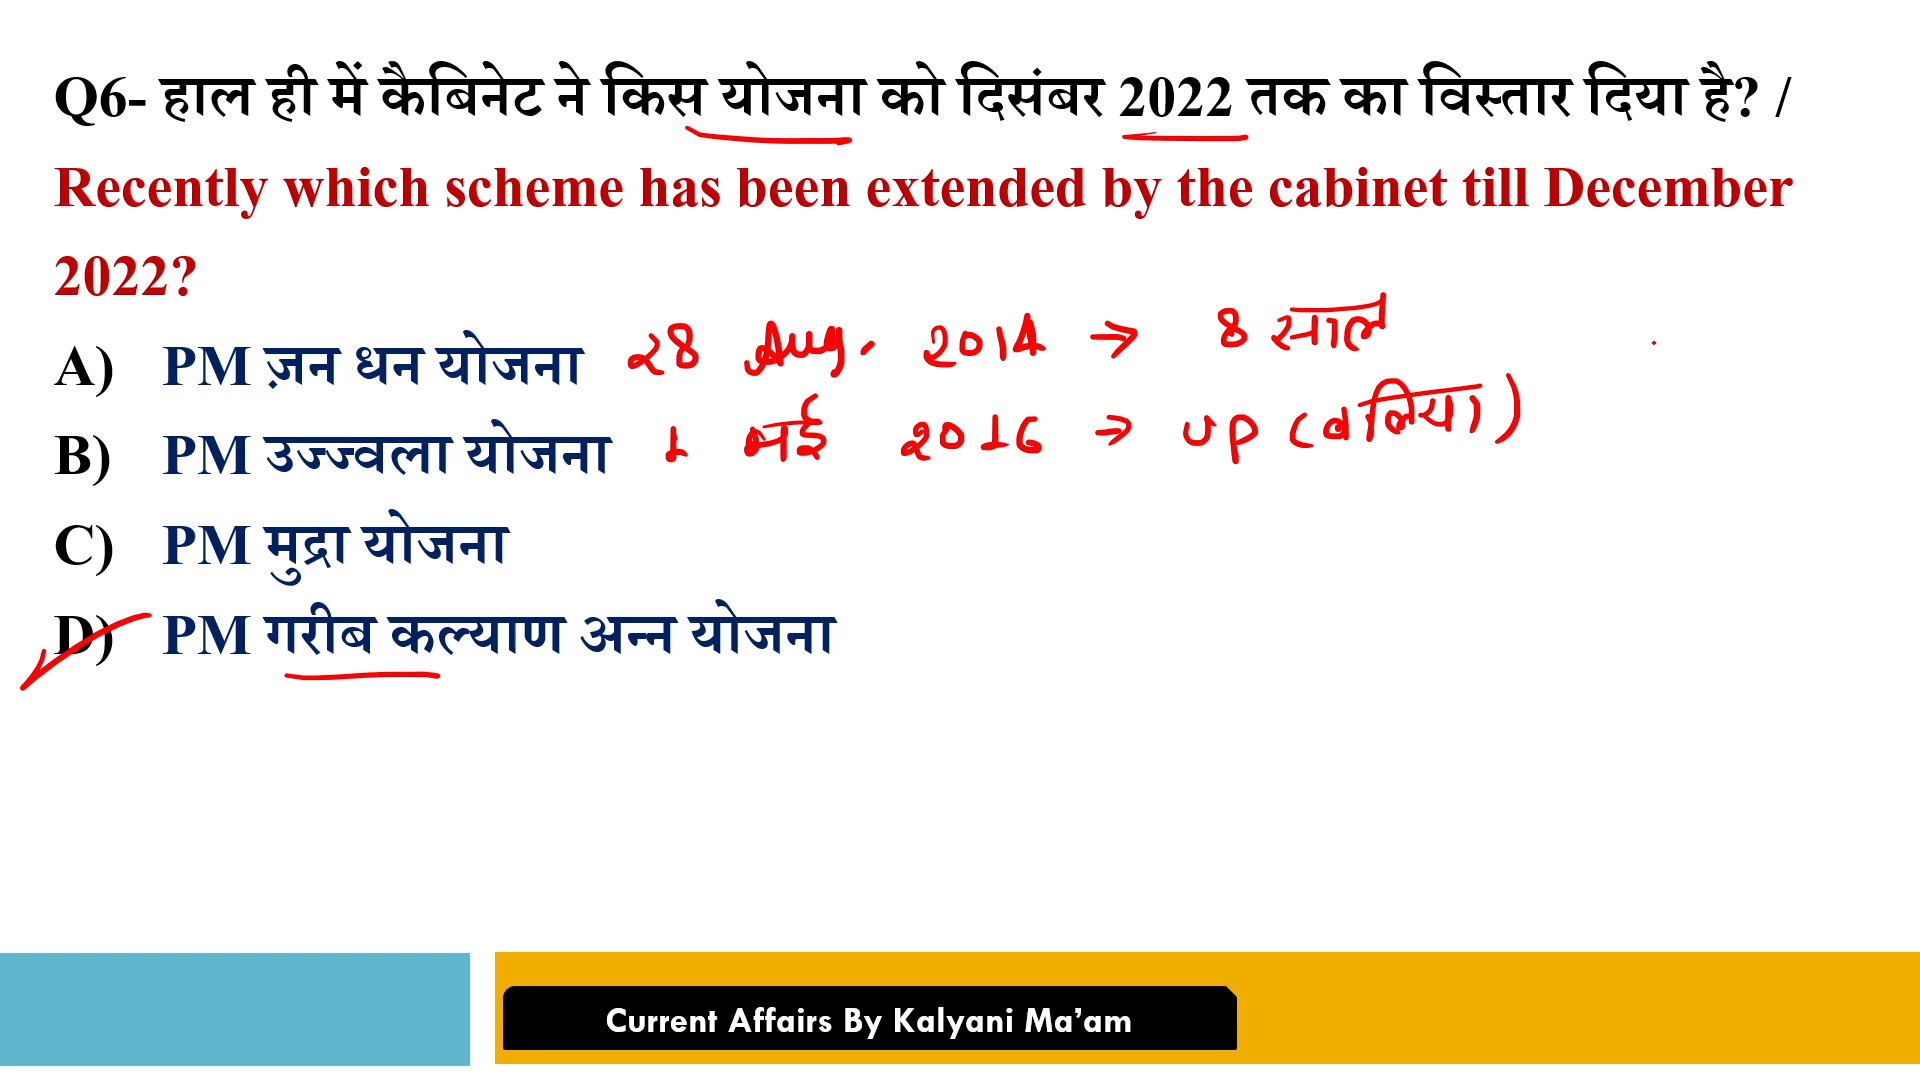 Q6- हाल ही में कैबिनेट ने किस योजना को दिसंबर 2022 तक का विस्तार दिया है? /
Recently which scheme has been extended by the cabinet till December
2022?
A) PM ज़न धन योजना 28 Aug. 2014 → 8 साल
B) PM उज्ज्वला योजना 1 मई 2016 → UP (बलिया)
C) PM मुद्रा योजना
D) PM गरीब कल्याण अन्न योजना
Current Affairs By Kalyani Ma’am